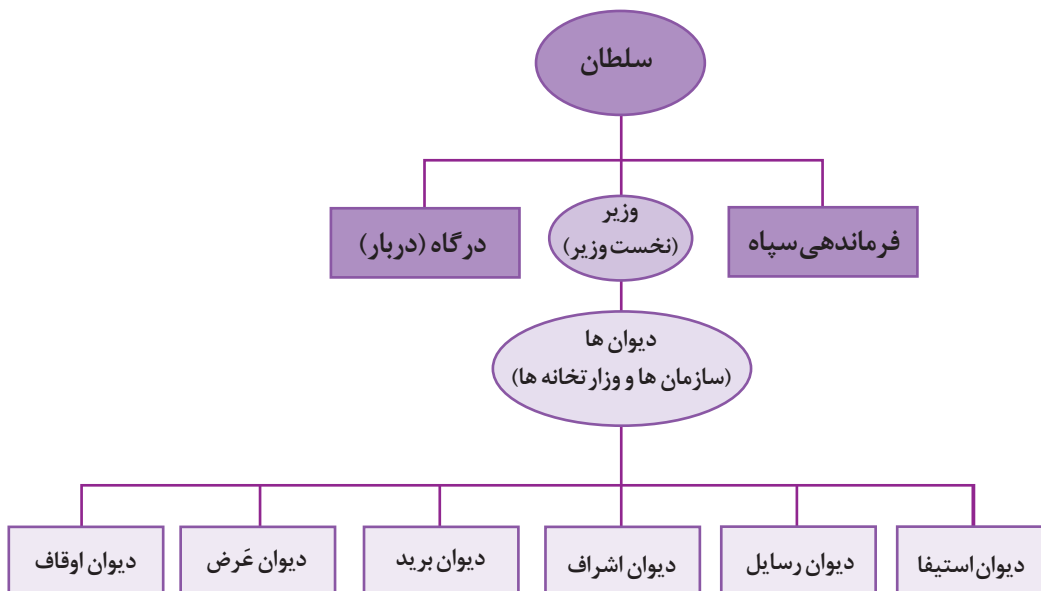 سلطان
فرماندهی سپاه
وزیر
(نخست وزیر)
درگاه (دربار)
دیوان ها
(سازمان ها و وزارتخانه ها)
دیوان استیفا
دیوان رسایل
دیوان اشراف
دیوان برید
دیوان عَرض
دیوان اوقاف